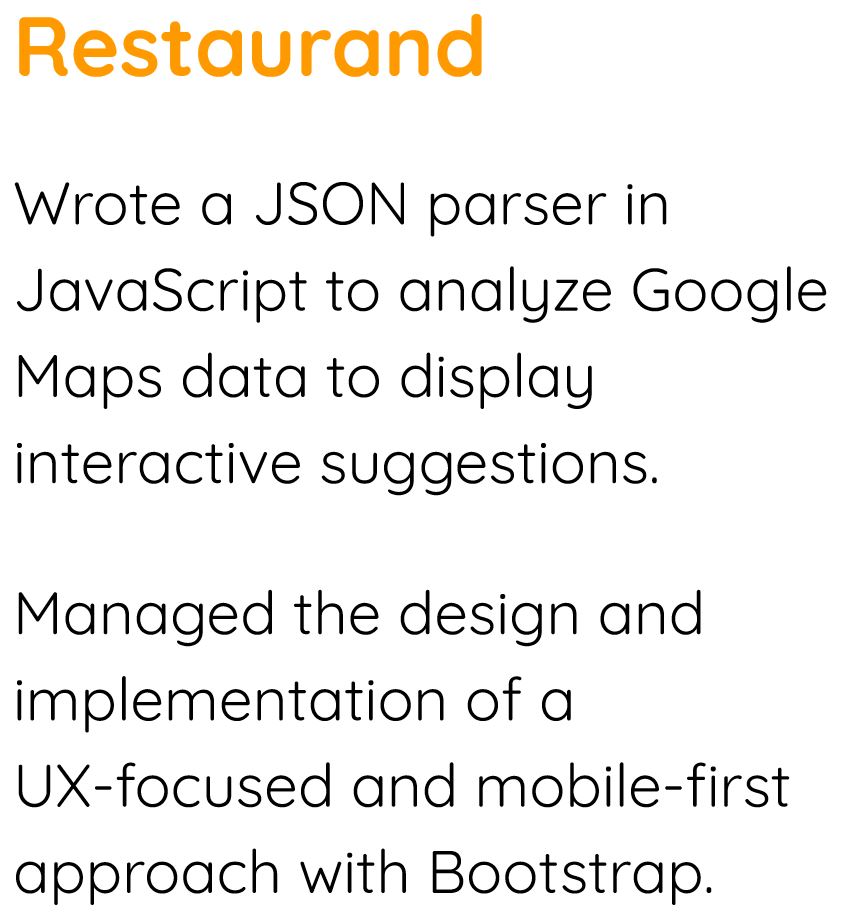 Restaurand
Wrote a JSON parser in
JavaScript to analyze Google
Maps data to display
interactive suggestions.
Managed the design and
implementation of a
UX-focused and mobile-first
approach with Bootstrap.